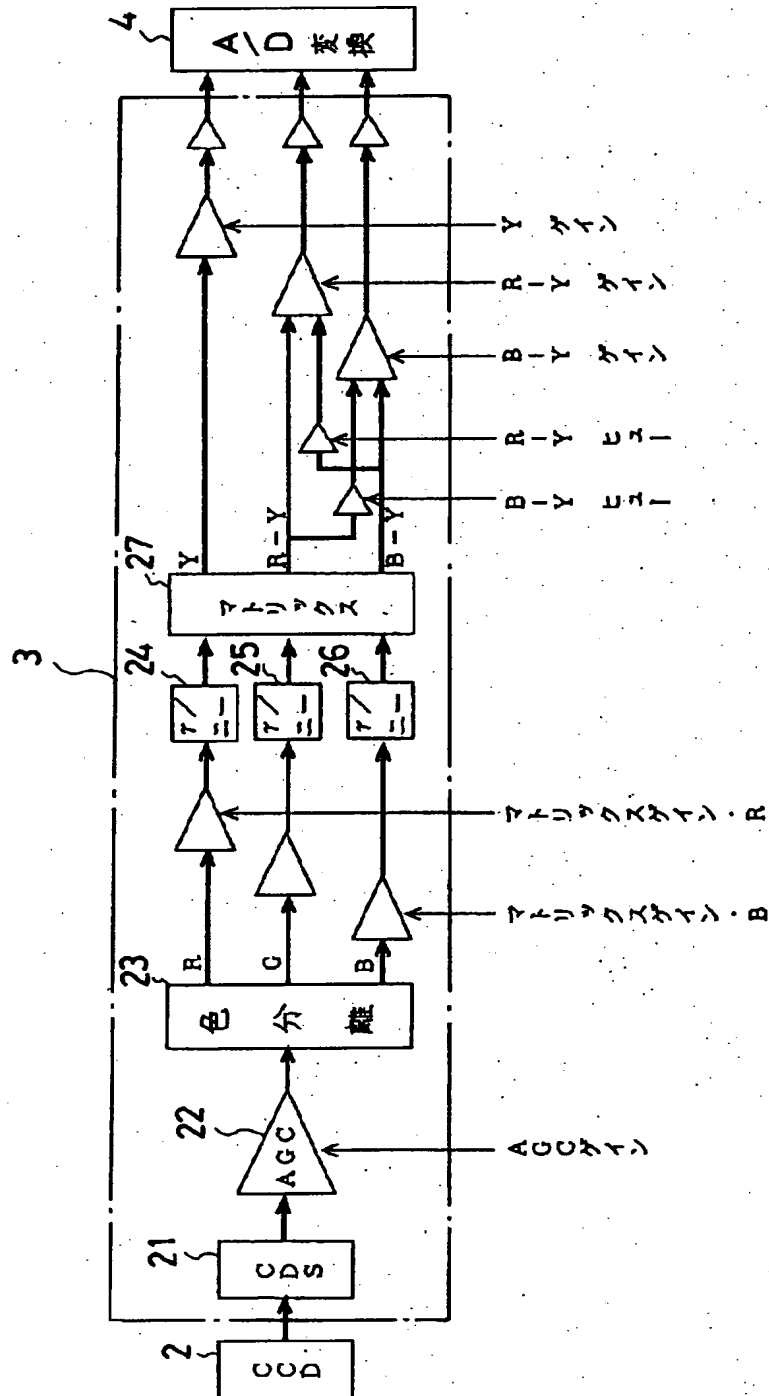 3
2
CCD
21
CDS
22
AGC
AGCゲイン
23
色分離
R
G
B
マトリックスゲイン・R
マトリックスゲイン・B
24
γ/ニー
25
γ/ニー
26
γ/ニー
27
マトリックス
Y
R-Y
B-Y
B-Y ヒュー
R-Y ヒュー
B-Y ゲイン
R-Y ゲイン
Y ゲイン
4
A/D変換